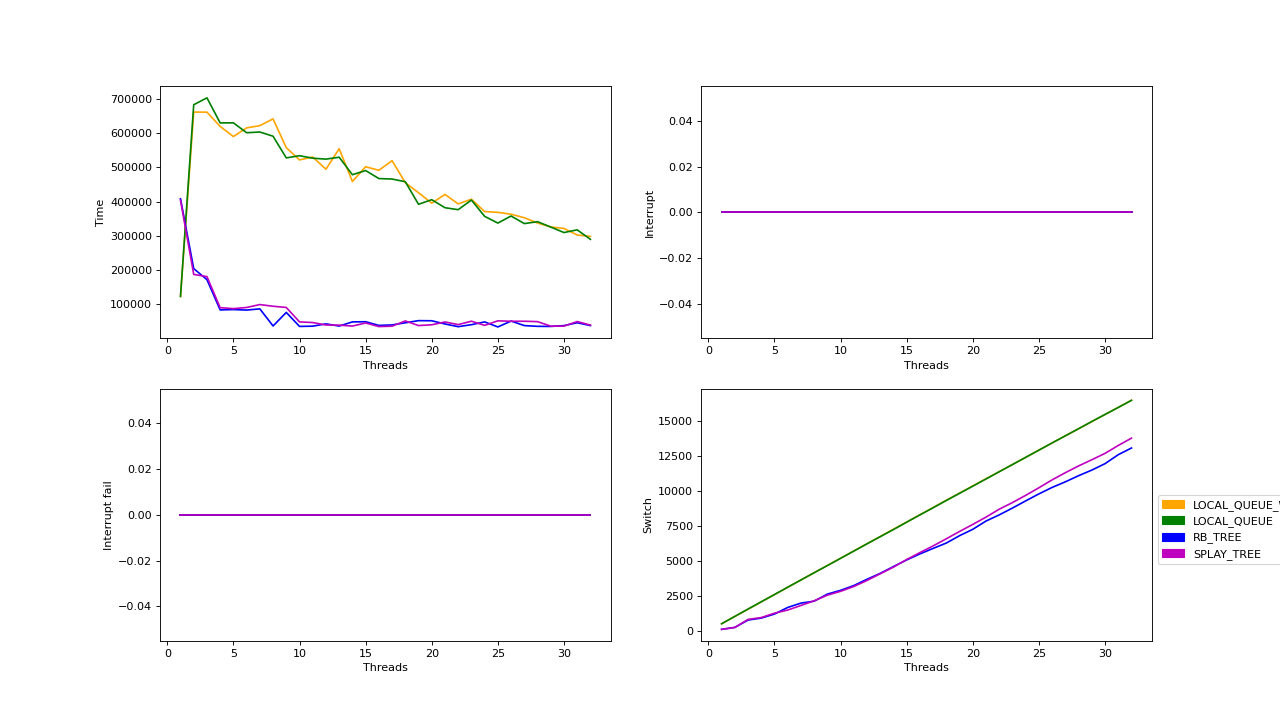 700000
600000
500000
400000
300000
200000
100000
Time
0 5 10 15 20 25 30
Threads
0.04
0.02
0.00
−0.02
−0.04
Interrupt
0 5 10 15 20 25 30
Threads
0.04
0.02
0.00
−0.02
−0.04
Interrupt fail
0 5 10 15 20 25 30
Threads
15000
12500
10000
7500
5000
2500
0
Switch
0 5 10 15 20 25 30
Threads
LOCAL_QUEUE_
LOCAL_QUEUE
RB_TREE
SPLAY_TREE